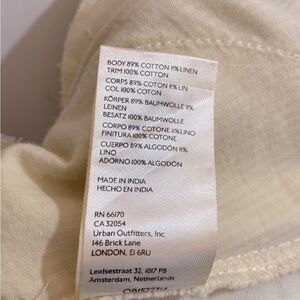 BODY 89% COTTON 11% LINEN
TRIM 100% COTTON
CORPS 89% COTON 11% LIN
COL 100% COTON
KÖRPER 89% BAUMWOLLE 11%
LEINEN
BESATZ 100% BAUMWOLLE
CORPO 89% COTONE 11% LINO
FINITURA 100% COTONE
CUERPO 89% ALGODÓN 11%
LINO
ADORNO 100% ALGODÓN
MADE IN INDIA
HECHO EN INDIA
RN 66170
CA 32054
Urban Outfitters, Inc.
146 Brick Lane
LONDON, E1 6RU
Leidsestraat 32, 1017 PB
Amsterdam, Netherlands